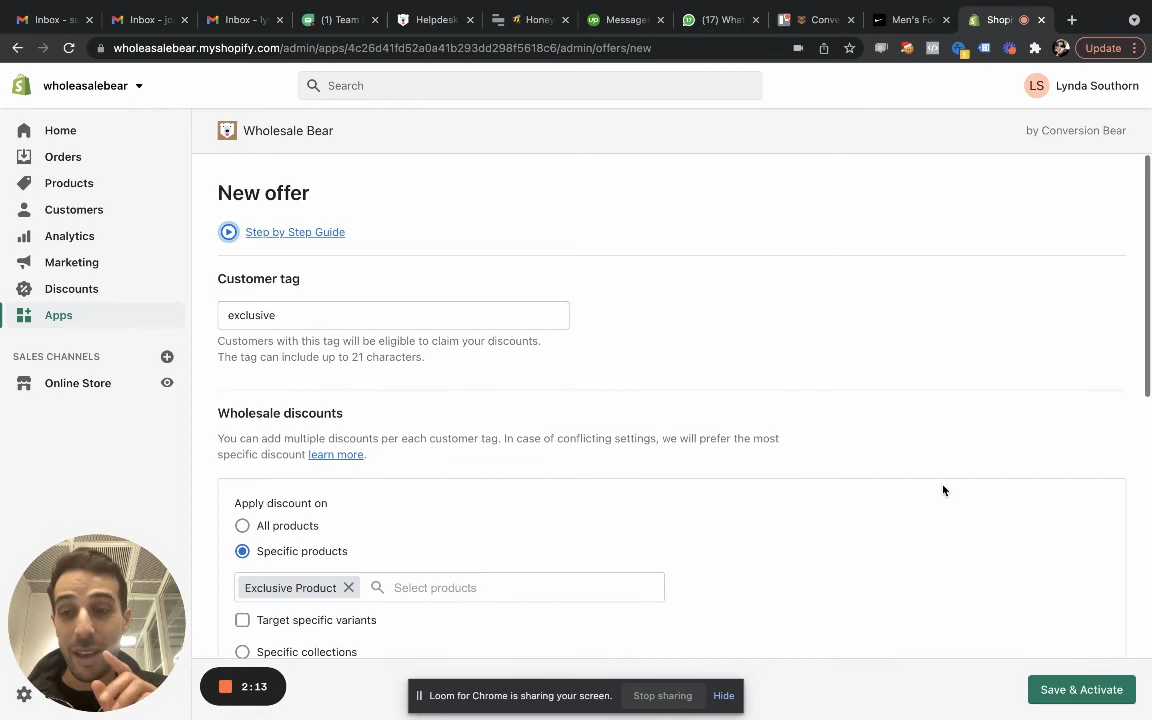 Inbox - su
Inbox - jo
Inbox - ly
(1) Team
Helpdesk
Honey
Message
(17) What
Conve
Men's Fo
Shopi
wholeasalebear.myshopify.com/admin/apps/4c26d41fd52a0a41b293dd298f5618c6/admin/offers/new
Update
wholeasalebear
Search
LS
Lynda Southorn
Home
Orders
Products
Customers
Analytics
Marketing
Discounts
Apps
SALES CHANNELS
Online Store
Wholesale Bear
by Conversion Bear
New offer
Step by Step Guide
Customer tag
exclusive
Customers with this tag will be eligible to claim your discounts.
The tag can include up to 21 characters.
Wholesale discounts
You can add multiple discounts per each customer tag. In case of conflicting settings, we will prefer the most
specific discount learn more.
Apply discount on
All products
Specific products
Exclusive Product
Select products
Target specific variants
Specific collections
2:13
Loom for Chrome is sharing your screen.
Stop sharing
Hide
Save & Activate